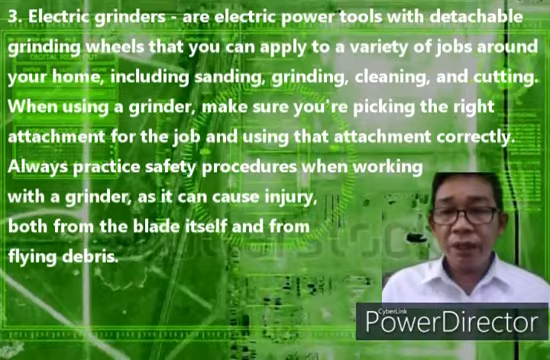 3. Electric grinders - are electric power tools with detachable
grinding wheels that you can apply to a variety of jobs around
your home, including sanding, grinding, cleaning, and cutting.
When using a grinder, make sure you're picking the right
attachment for the job and using that attachment correctly.
Always practice safety procedures when working
with a grinder, as it can cause injury,
both from the blade itself and from
flying debris.
CyberLink
PowerDirector